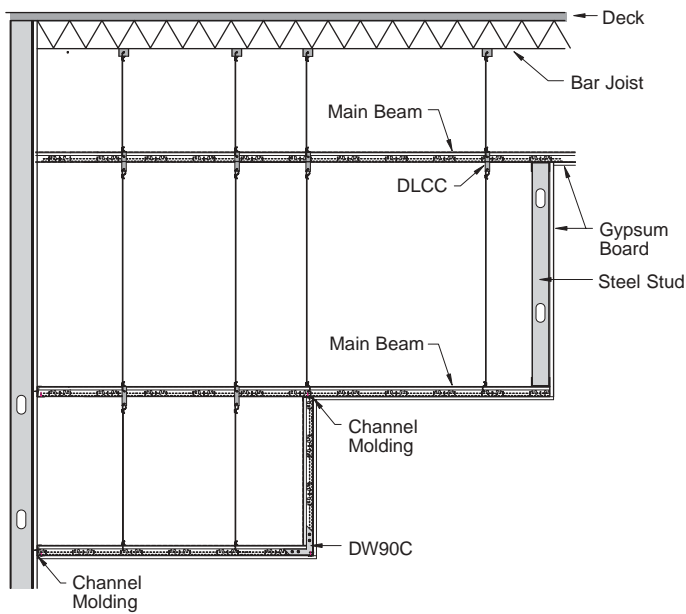 Deck
Bar Joist
Main Beam
DLCC
Gypsum
Board
Steel Stud
Main Beam
Channel
Molding
DW90C
Channel
Molding